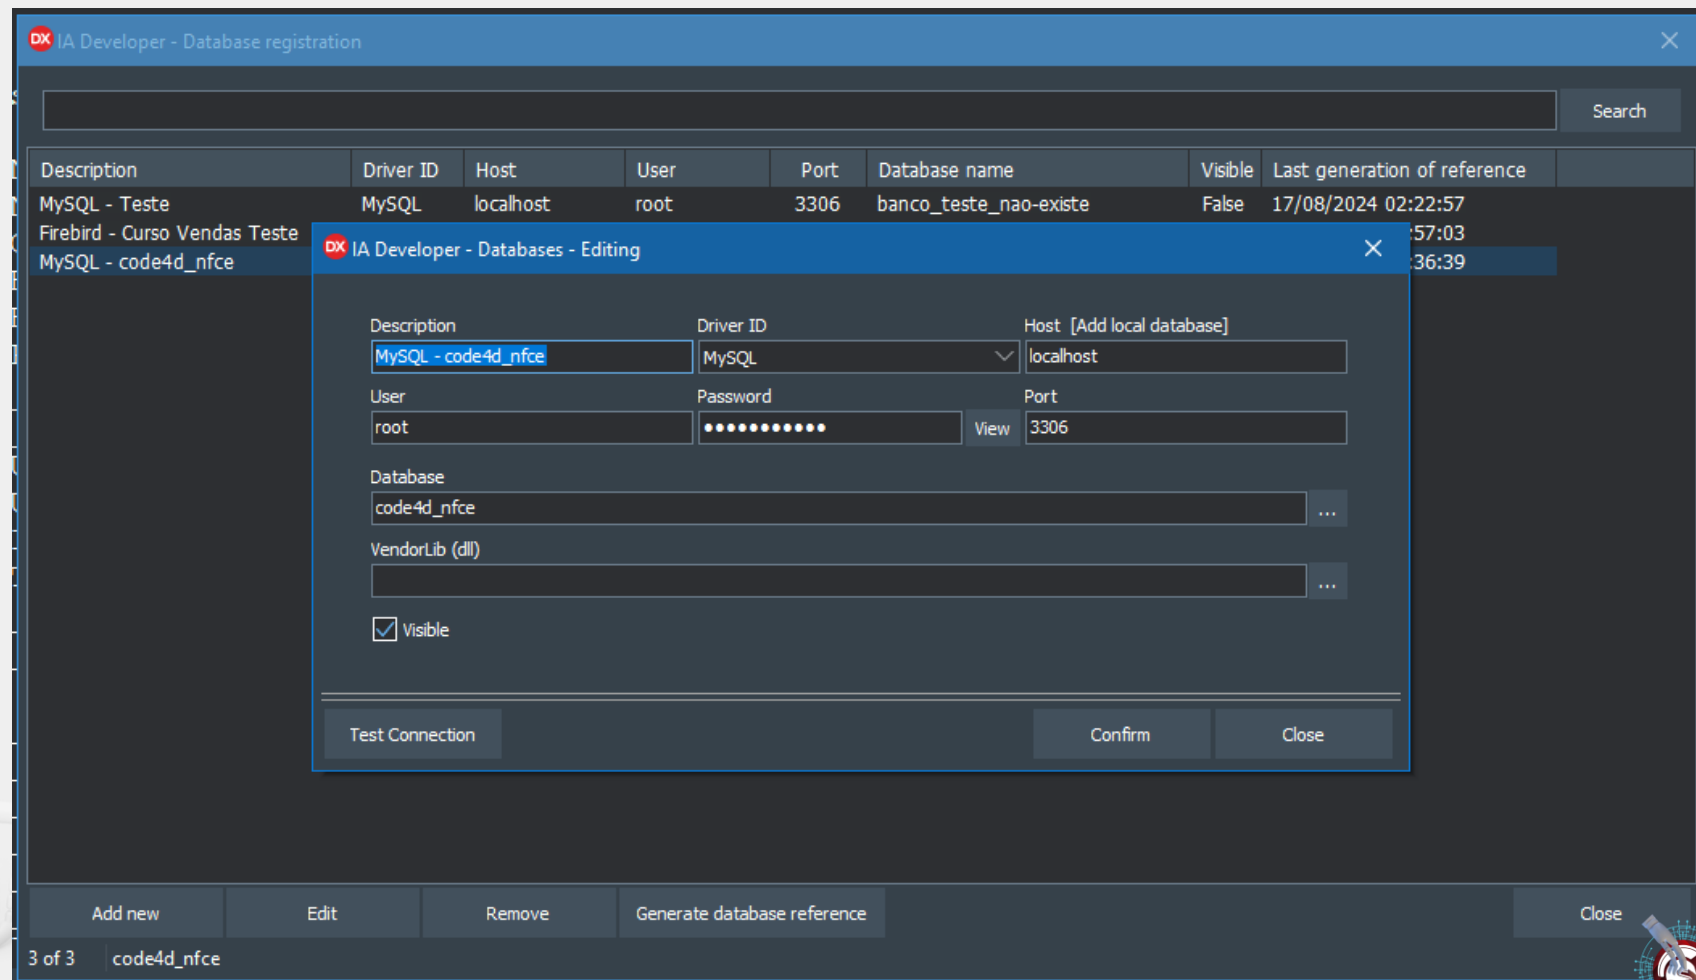 DX IA Developer - Database registration
Search
Description Driver ID Host User Port Database name Visible Last generation of reference
MySQL - Teste MySQL localhost root 3306 banco_teste_nao-existe False 17/08/2024 02:22:57
Firebird - Curso Vendas Teste :57:03
MySQL - code4d_nfce :36:39
DX IA Developer - Databases - Editing
Description Driver ID Host [Add local database]
MySQL - code4d_nfce MySQL localhost
User Password Port
root ●●●●●●●●●●● View 3306
Database
code4d_nfce ...
VendorLib (dll)
...
Visible
Test Connection Confirm Close
Add new Edit Remove Generate database reference Close
3 of 3 code4d_nfce